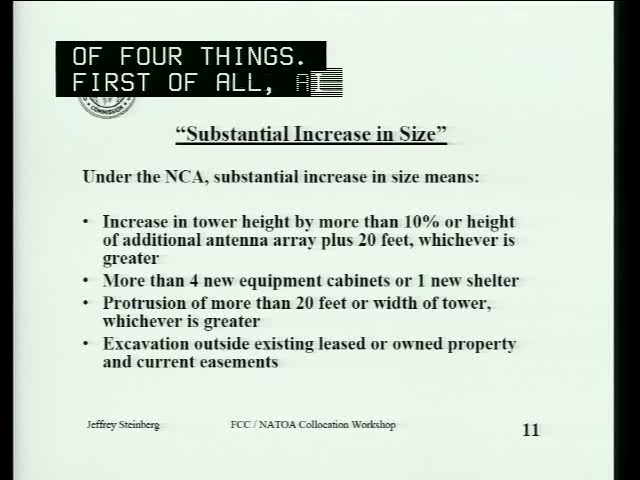 OF FOUR THINGS.
FIRST OF ALL, AI
COMMISSION
“Substantial Increase in Size”
Under the NCA, substantial increase in size means:
• Increase in tower height by more than 10% or height
of additional antenna array plus 20 feet, whichever is
greater
• More than 4 new equipment cabinets or 1 new shelter
• Protrusion of more than 20 feet or width of tower,
whichever is greater
• Excavation outside existing leased or owned property
and current easements
Jeffrey Steinberg
FCC / NATOA Collocation Workshop
11